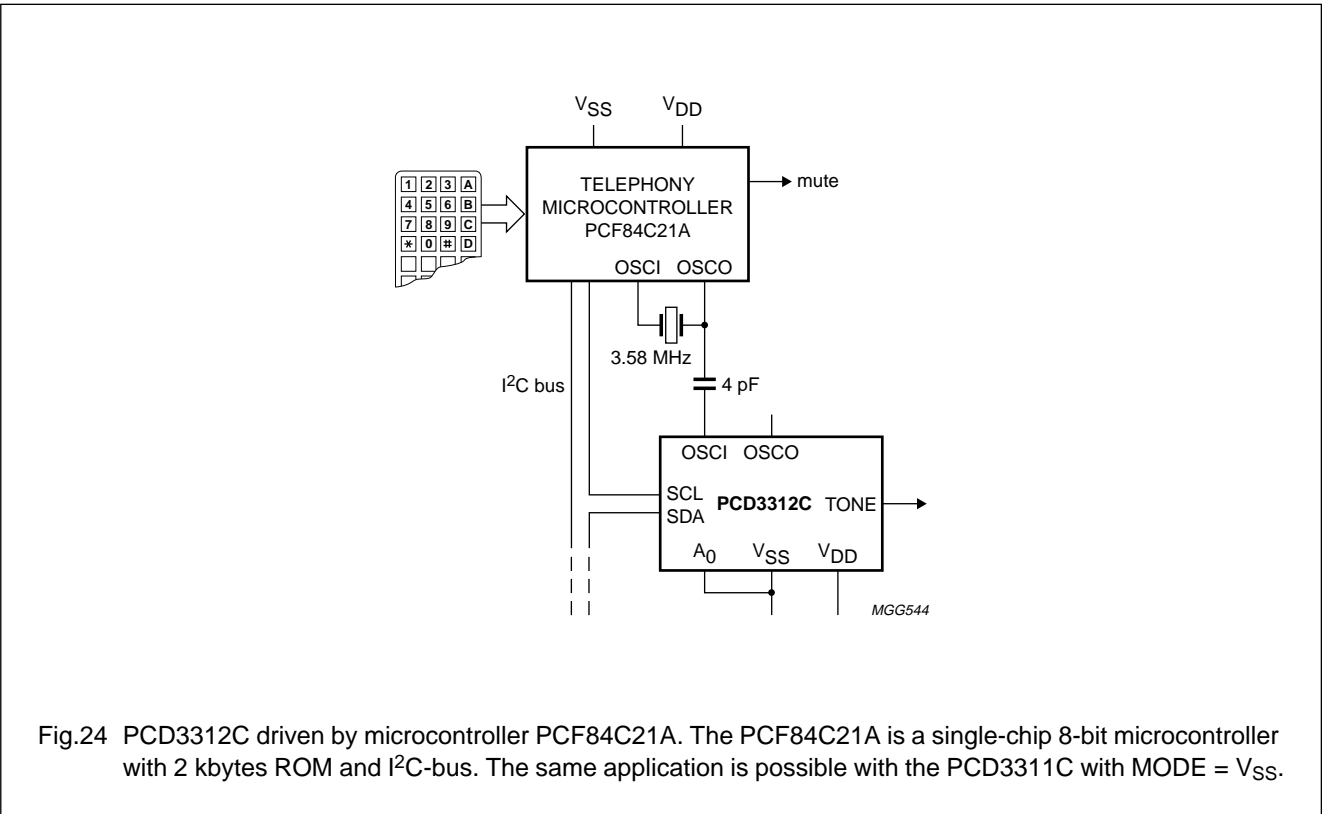 VSS VDD
1 2 3 A
4 5 6 B
7 8 9 C
* 0 # D
TELEPHONY
MICROCONTROLLER
PCF84C21A
mute
OSCI OSCO
3.58 MHz
I2C bus
4 pF
OSCI OSCO
SCL
SDA
PCD3312C
TONE
A0 VSS VDD
MGG544
Fig.24 PCD3312C driven by microcontroller PCF84C21A. The PCF84C21A is a single-chip 8-bit microcontroller
with 2 kbytes ROM and I2C-bus. The same application is possible with the PCD3311C with MODE = VSS.